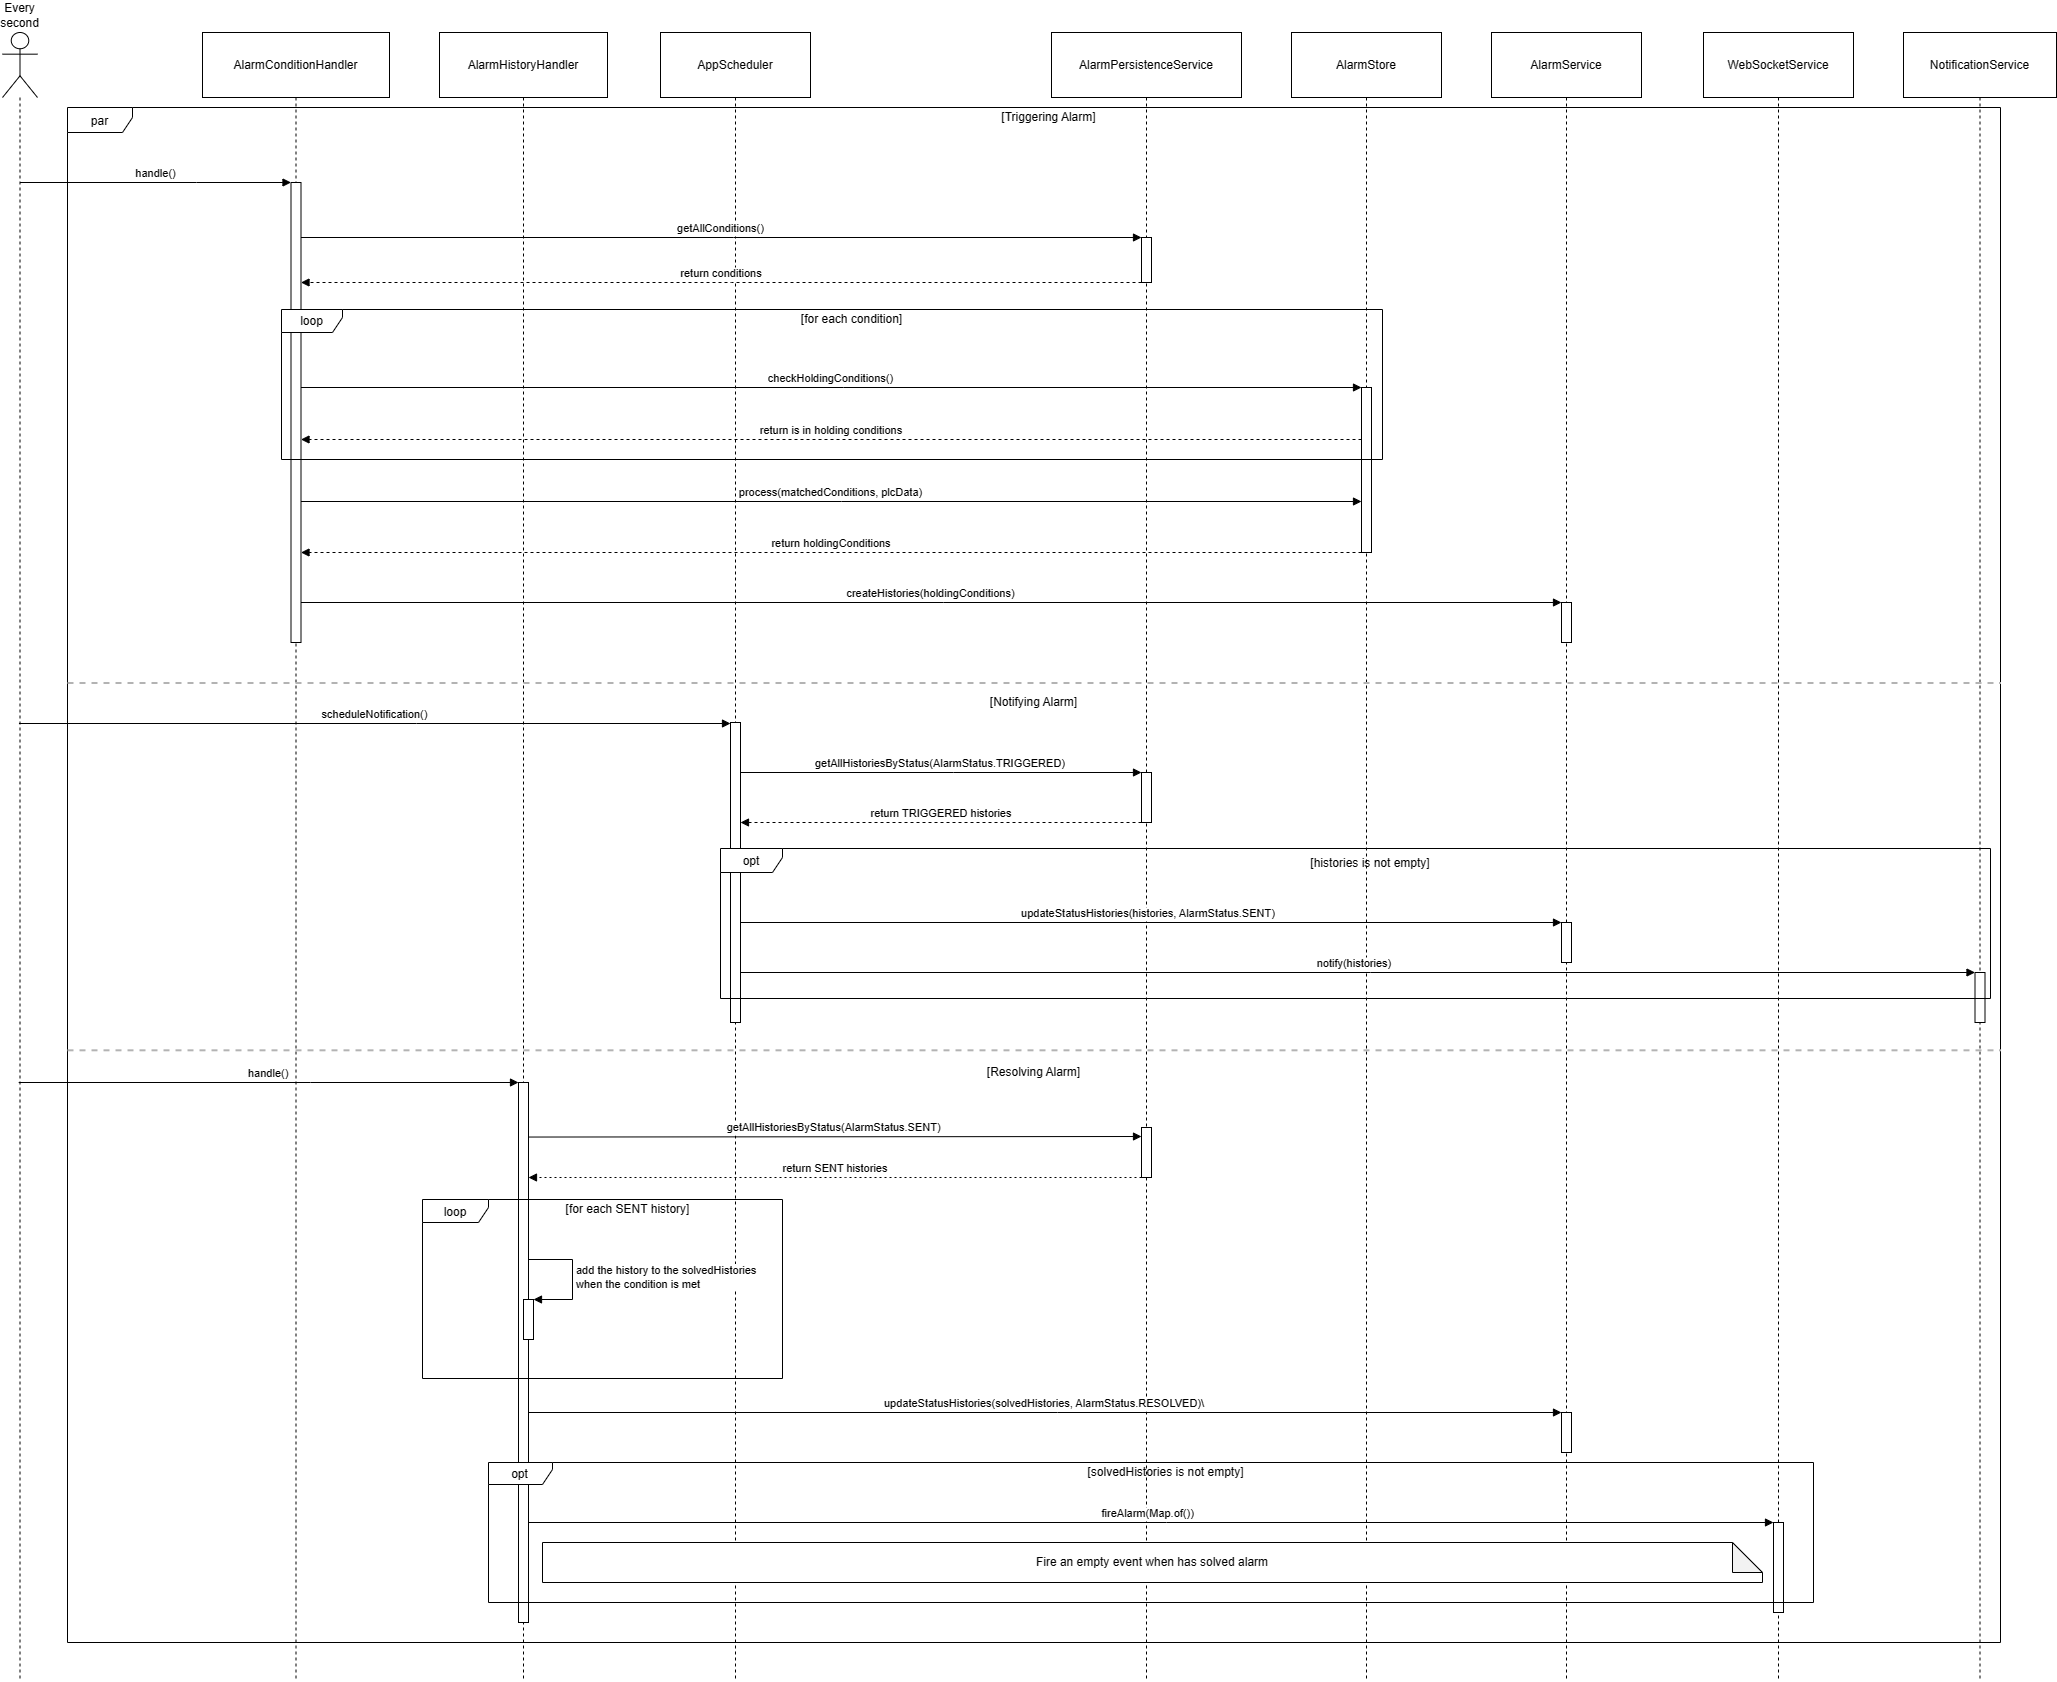 Every
second
AlarmConditionHandler
AlarmHistoryHandler
AppScheduler
AlarmPersistenceService
AlarmStore
AlarmService
WebSocketService
NotificationService
par
[Triggering Alarm]
handle()
getAllConditions()
return conditions
loop
[for each condition]
checkHoldingConditions()
return is in holding conditions
process(matchedConditions, plcData)
return holdingConditions
createHistories(holdingConditions)
[Notifying Alarm]
scheduleNotification()
getAllHistoriesByStatus(AlarmStatus.TRIGGERED)
return TRIGGERED histories
opt
[histories is not empty]
updateStatusHistories(histories, AlarmStatus.SENT)
notify(histories)
[Resolving Alarm]
handle()
getAllHistoriesByStatus(AlarmStatus.SENT)
return SENT histories
loop
[for each SENT history]
add the history to the solvedHistories
when the condition is met
updateStatusHistories(solvedHistories, AlarmStatus.RESOLVED)\
opt
[solvedHistories is not empty]
fireAlarm(Map.of())
Fire an empty event when has solved alarm